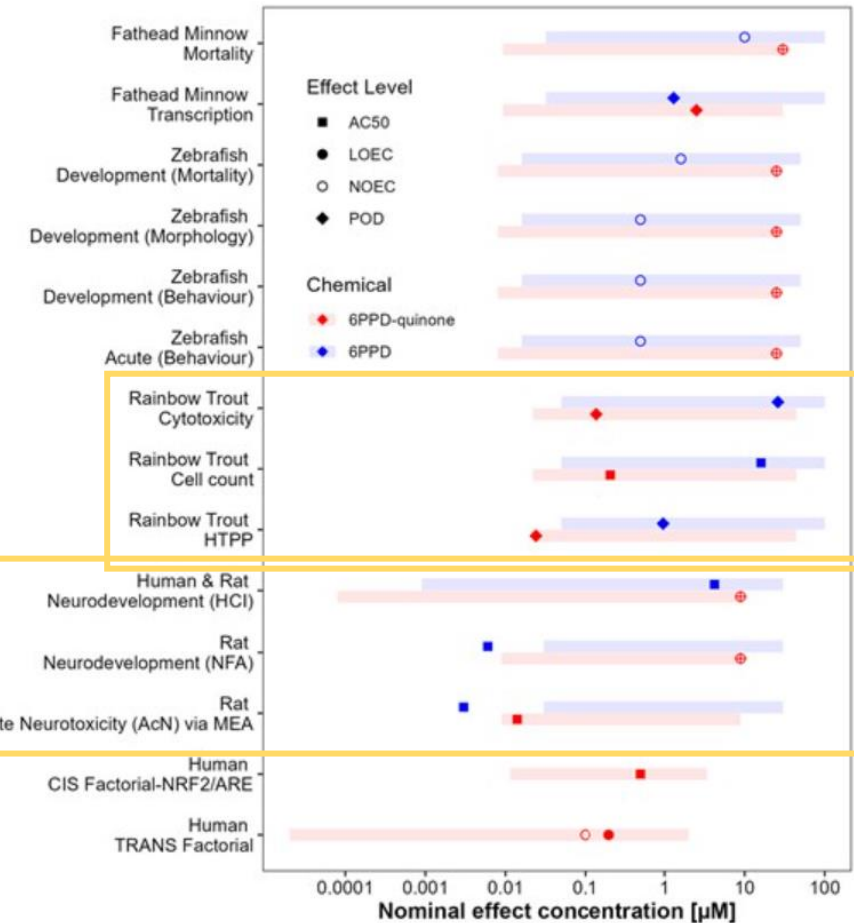 Fathead Minnow
Mortality
Fathead Minnow
Transcription
Zebrafish
Development (Mortality)
Zebrafish
Development (Morphology)
Zebrafish
Development (Behaviour)
Zebrafish
Acute (Behaviour)
Rainbow Trout
Cytotoxicity
Rainbow Trout
Cell count
Rainbow Trout
HTPP
Human & Rat
Neurodevelopment (HCI)
Rat
Neurodevelopment (NFA)
Rat
te Neurotoxicity (AcN) via MEA
Human
CIS Factorial-NRF2/ARE
Human
TRANS Factorial
Effect Level
AC50
LOEC
NOEC
POD
Chemical
6PPD-quinone
6PPD
0.0001 0.001 0.01 0.1 1 10 100
Nominal effect concentration [µM]